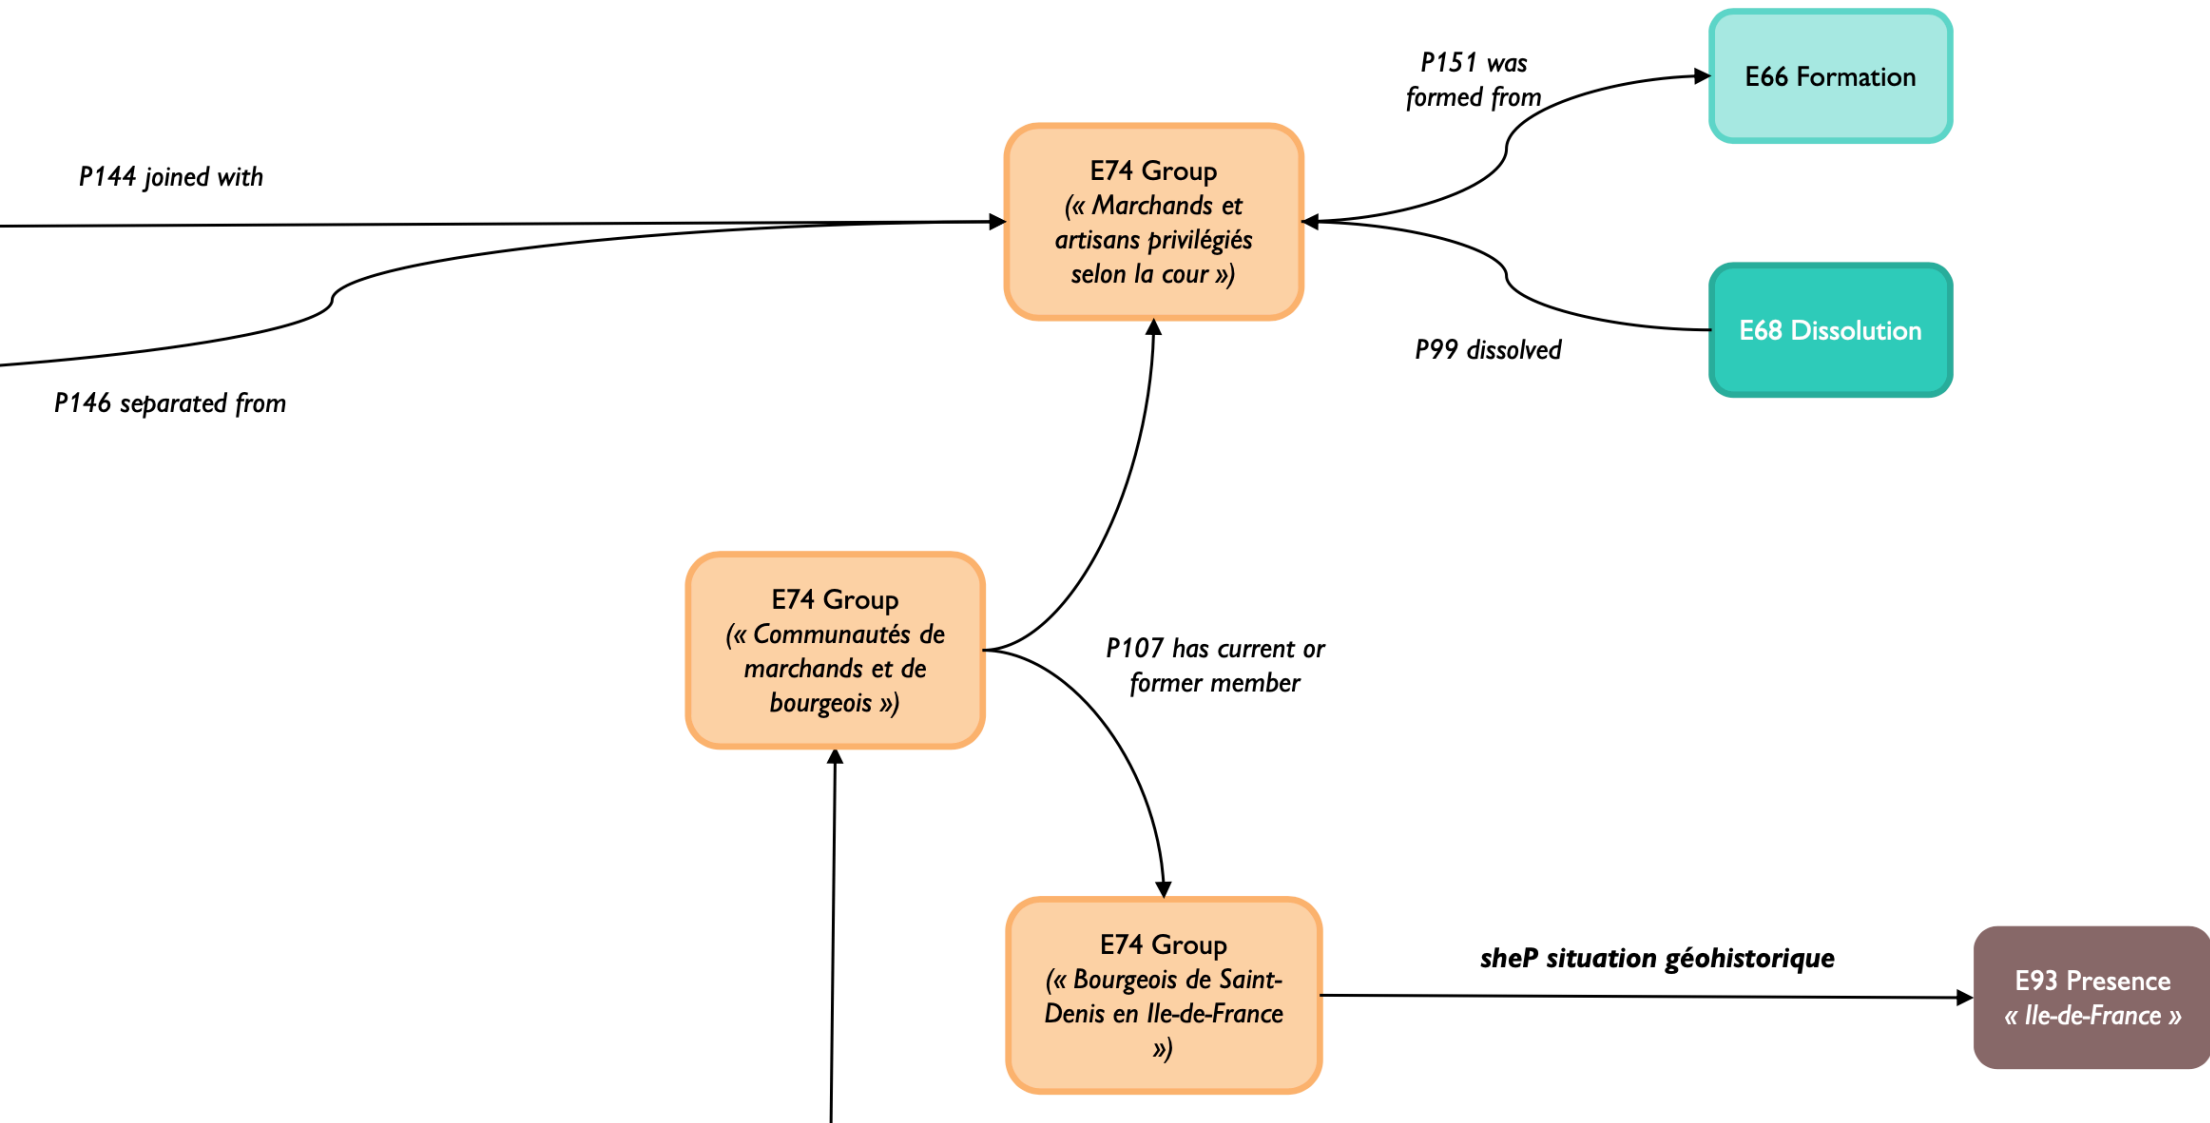 P151 was
formed from
E66 Formation
P144 joined with
E74 Group
(« Marchands et
artisans privilégiés
selon la cour »)
E68 Dissolution
P99 dissolved
P146 separated from
E74 Group
(« Communautés de
marchands et de
bourgeois »)
P107 has current or
former member
E74 Group
(« Bourgeois de Saint-
Denis en Ile-de-France
»)
sheP situation géohistorique
E93 Presence
« Ile-de-France »